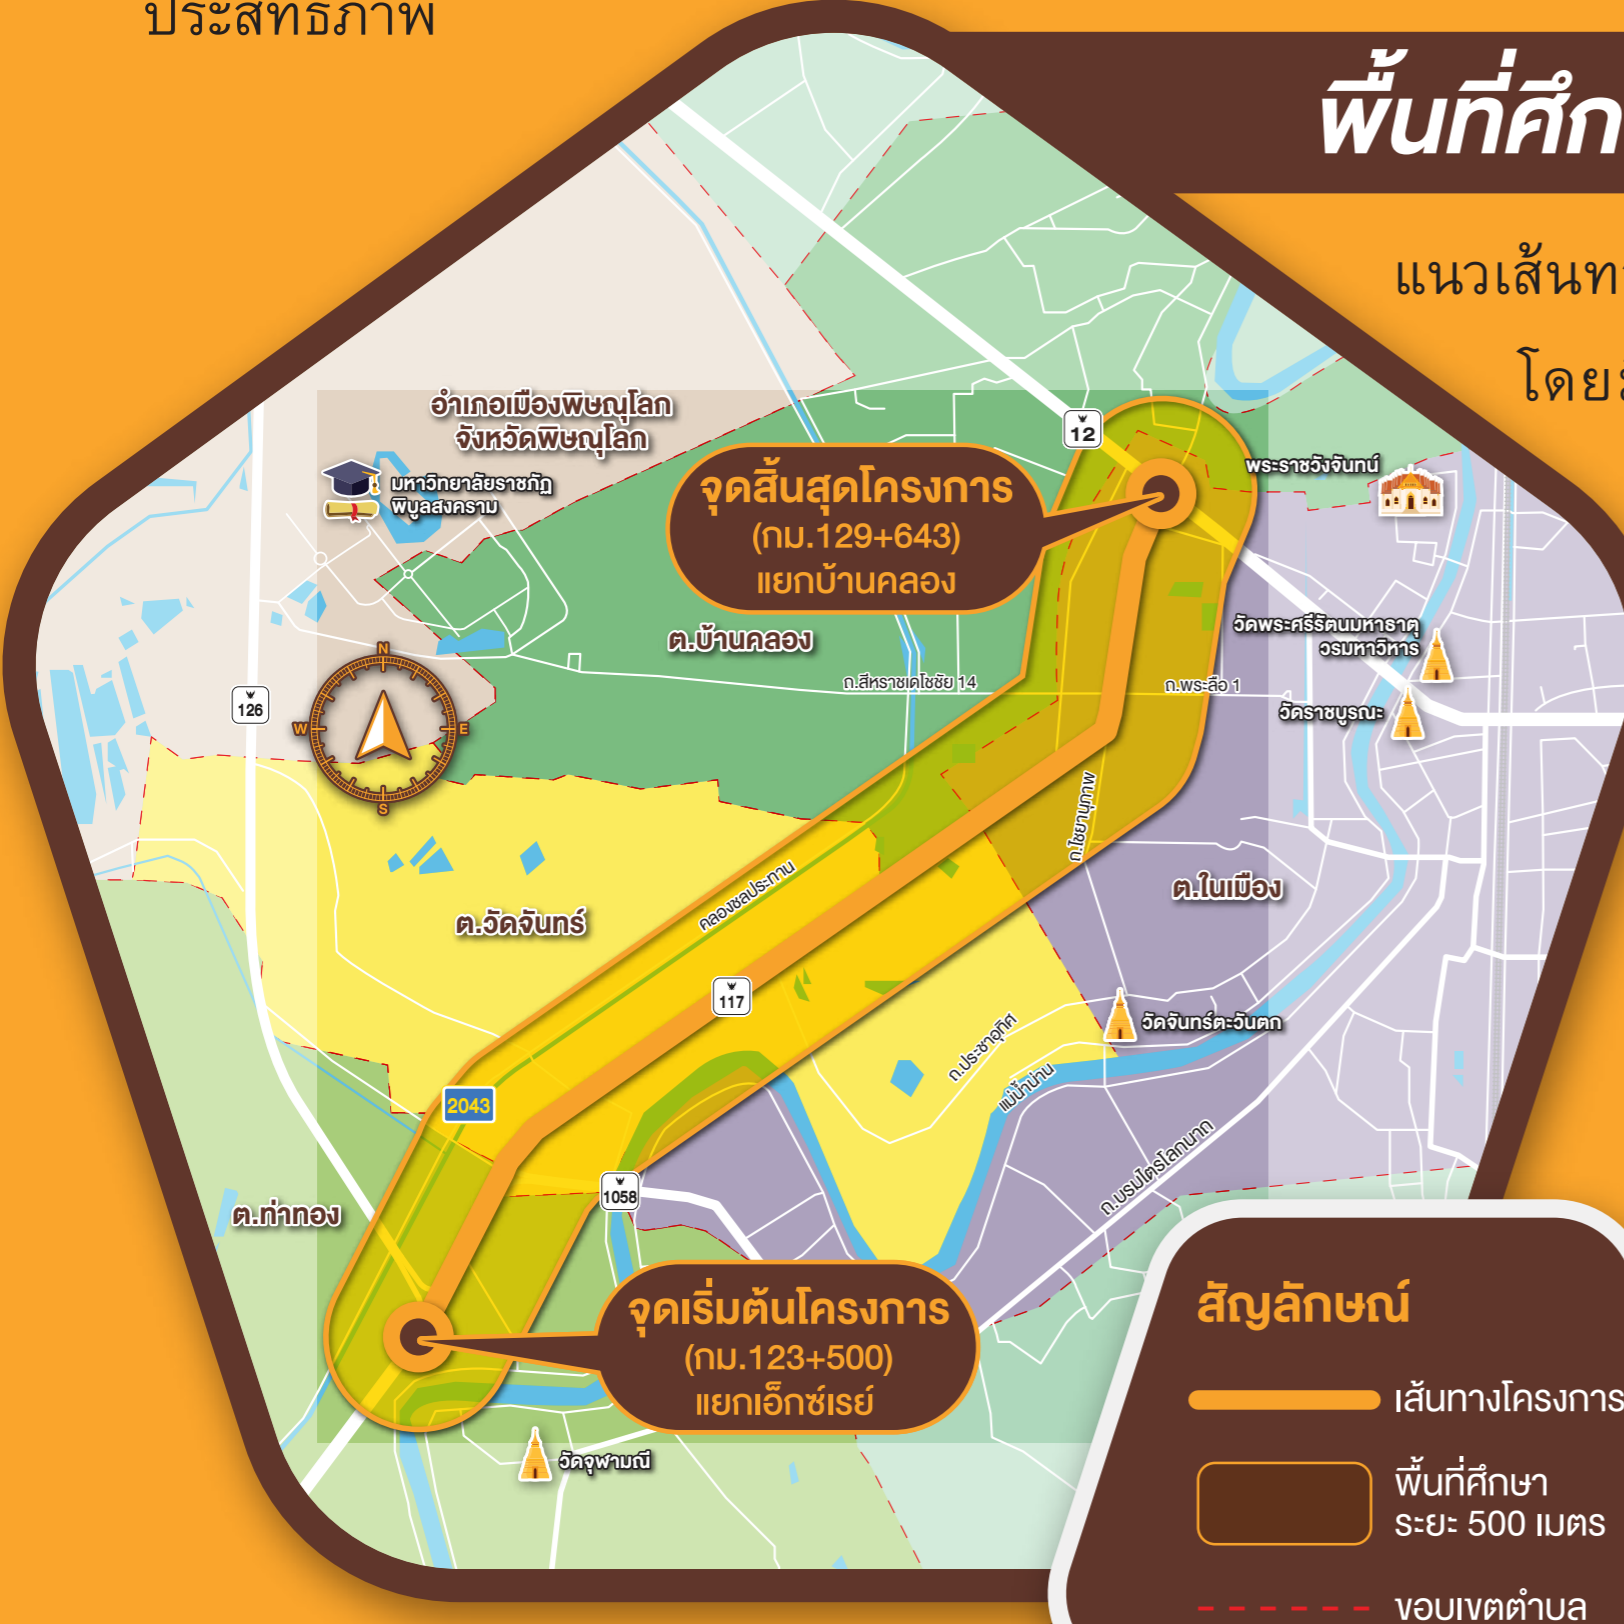 ประสิทธิภาพ
พื้นที่ศึก
แนวเส้นทา
โดยร
อำเภอเมืองพิษณุโลก
จังหวัดพิษณุโลก
มหาวิทยาลัยราชภัฏ
พิบูลสงคราม
12
จุดสิ้นสุดโครงการ
(กม.129+643)
แยกบ้านคลอง
พระราชวังจันทน์
วัดพระศรีรัตนมหาธาตุ
วรมหาวิหาร
วัดราชบูรณะ
ต.บ้านคลอง
ถ.สีหราชเดโชชัย 14
ถ.พระลือ 1
126
N
W
E
S
ถ.ไชยานุภาพ
คลองชลประทาน
ต.ในเมือง
ต.วัดจันทร์
117
วัดจันทร์ตะวันตก
ถ.ประชาอุทิศ
แม่น้ำน่าน
2043
ถ.บรมไตรโลกนาถ
1058
ต.ท่าทอง
จุดเริ่มต้นโครงการ
(กม.123+500)
แยกเอ็กซ์เรย์
วัดจุฬามณี
สัญลักษณ์
เส้นทางโครงการ
พื้นที่ศึกษา
ระยะ 500 เมตร
ขอบเขตตำบล